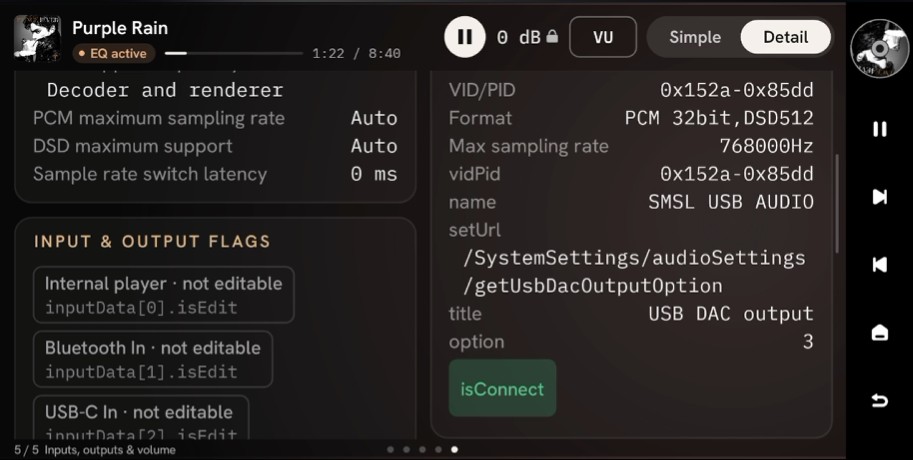 Purple Rain
EQ active
1:22 / 8:40
0 dB
VU
Simple
Detail
Decoder and renderer
PCM maximum sampling rate Auto
DSD maximum support Auto
Sample rate switch latency 0 ms
INPUT & OUTPUT FLAGS
Internal player · not editable
inputData[0].isEdit
Bluetooth In · not editable
inputData[1].isEdit
USB-C In · not editable
inputData[2].isEdit
VID/PID 0x152a-0x85dd
Format PCM 32bit,DSD512
Max sampling rate 768000Hz
vidPid 0x152a-0x85dd
name SMSL USB AUDIO
setUrl
/SystemSettings/audioSettings
/getUsbDacOutputOption
title USB DAC output
option 3
isConnect
5 / 5 Inputs, outputs & volume